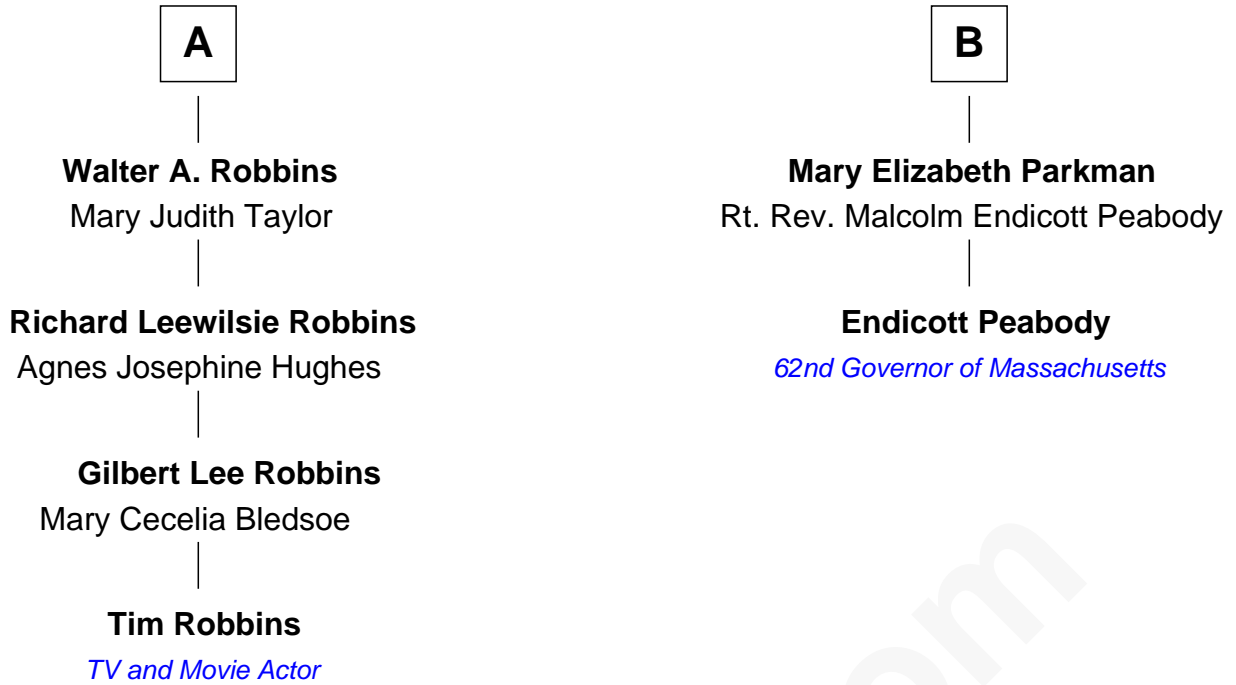 A
Walter A. Robbins
Mary Judith Taylor
Richard Leewilsie Robbins
Agnes Josephine Hughes
Gilbert Lee Robbins
Mary Cecelia Bledsoe
Tim Robbins
TV and Movie Actor
B
Mary Elizabeth Parkman
Rt. Rev. Malcolm Endicott Peabody
Endicott Peabody
62nd Governor of Massachusetts
om